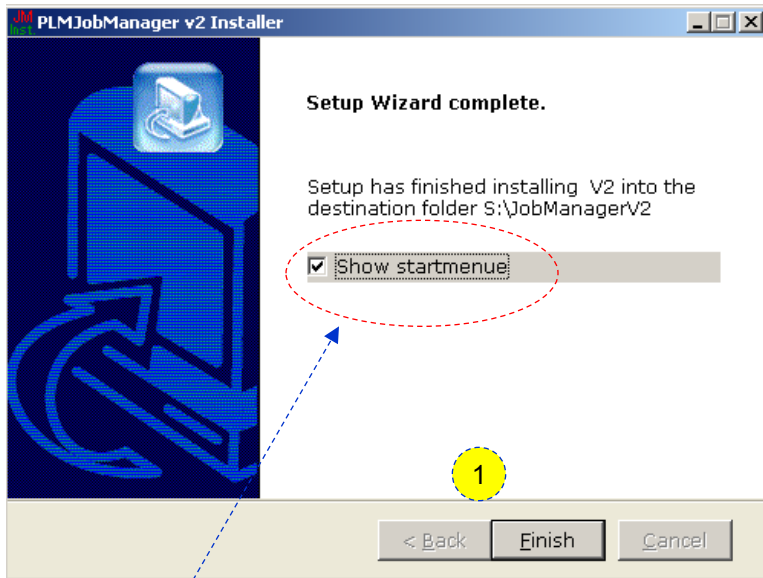 JM
Inst.
PLMJobManager v2 Installer
Setup Wizard complete.
Setup has finished installing  V2 into the
destination folder S:\JobManagerV2
Show startmenue
1
< Back
Finish
Cancel